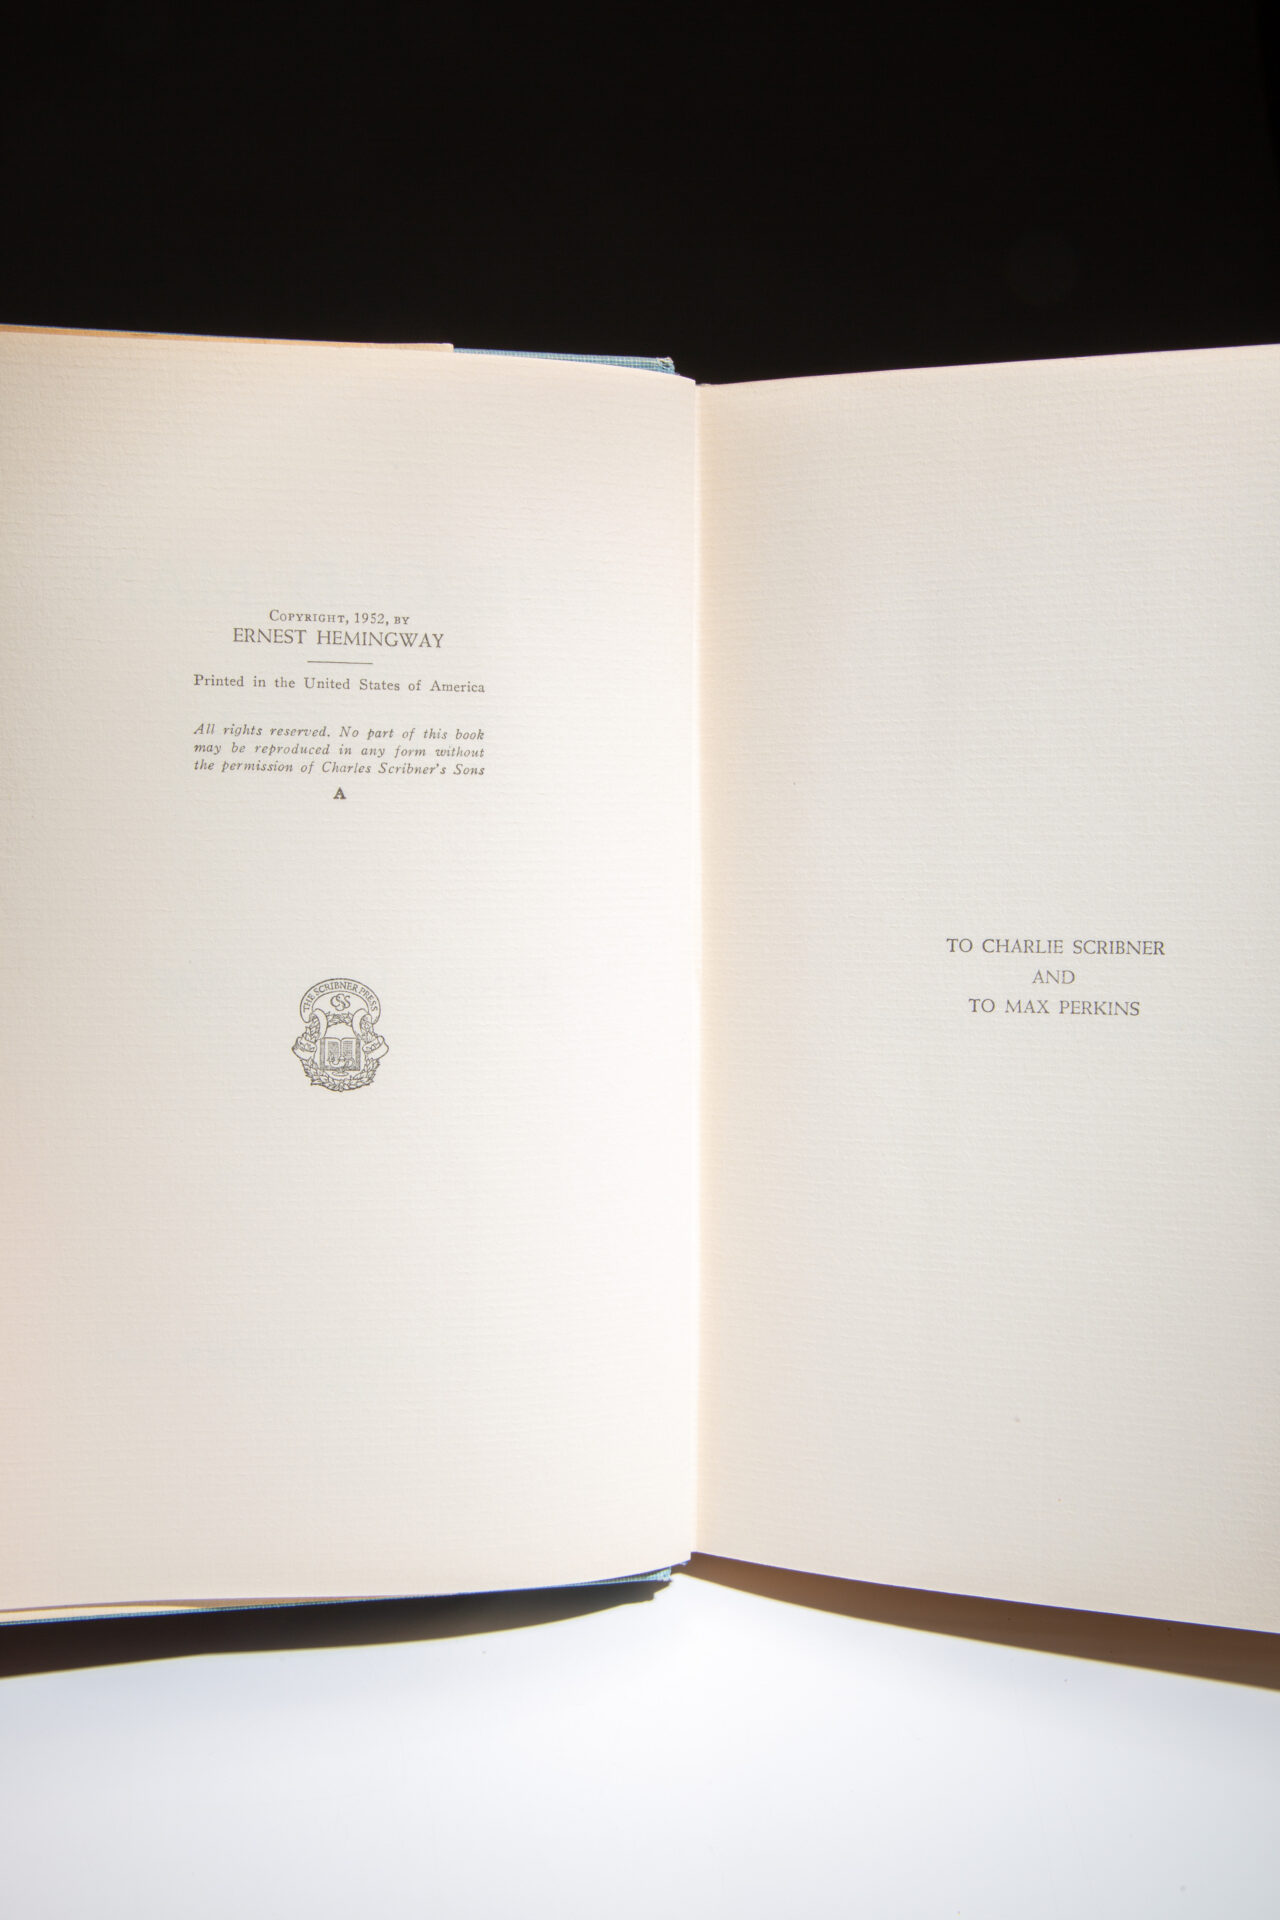 COPYRIGHT, 1952, BY
ERNEST HEMINGWAY
Printed in the United States of America
All rights reserved. No part of this book
may be reproduced in any form without
the permission of Charles Scribner's Sons
A
THE SCRIBNER PRESS
CSS
TO CHARLIE SCRIBNER
AND
TO MAX PERKINS